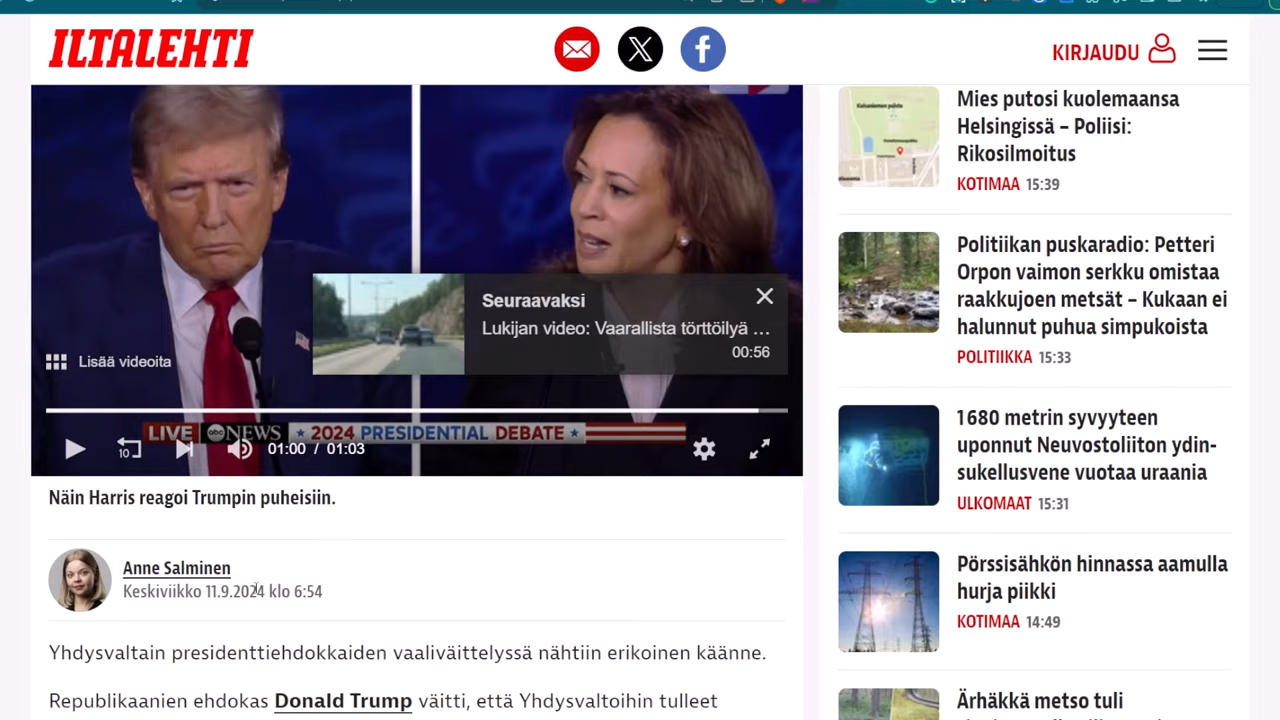 ILTALEHTI
KIRJAUDU
Seuraavaksi
Lukijan video: Vaarallista törttöilyä ...
00:56
Lisää videoita
LIVE abc NEWS ★ 2024 PRESIDENTIAL DEBATE ★
10
01:00 / 01:03
Näin Harris reagoi Trumpin puheisiin.
Anne Salminen
Keskiviikko 11.9.2024 klo 6:54
Yhdysvaltain presidenttiehdokkaiden vaaliväittelyssä nähtiin erikoinen käänne.
Republikaanien ehdokas Donald Trump väitti, että Yhdysvaltoihin tulleet
Mies putosi kuolemaansa
Helsingissä – Poliisi:
Rikosilmoitus
KOTIMAA 15:39
Politiikan puskaradio: Petteri
Orpon vaimon serkku omistaa
raakkujoen metsät – Kukaan ei
halunnut puhua simpukoista
POLITIIKKA 15:33
1680 metrin syvyyteen
uponnut Neuvostoliiton ydin-
sukellusvene vuotaa uraania
ULKOMAAT 15:31
Pörssisähkön hinnassa aamulla
hurja piikki
KOTIMAA 14:49
Ärhäkkä metso tuli